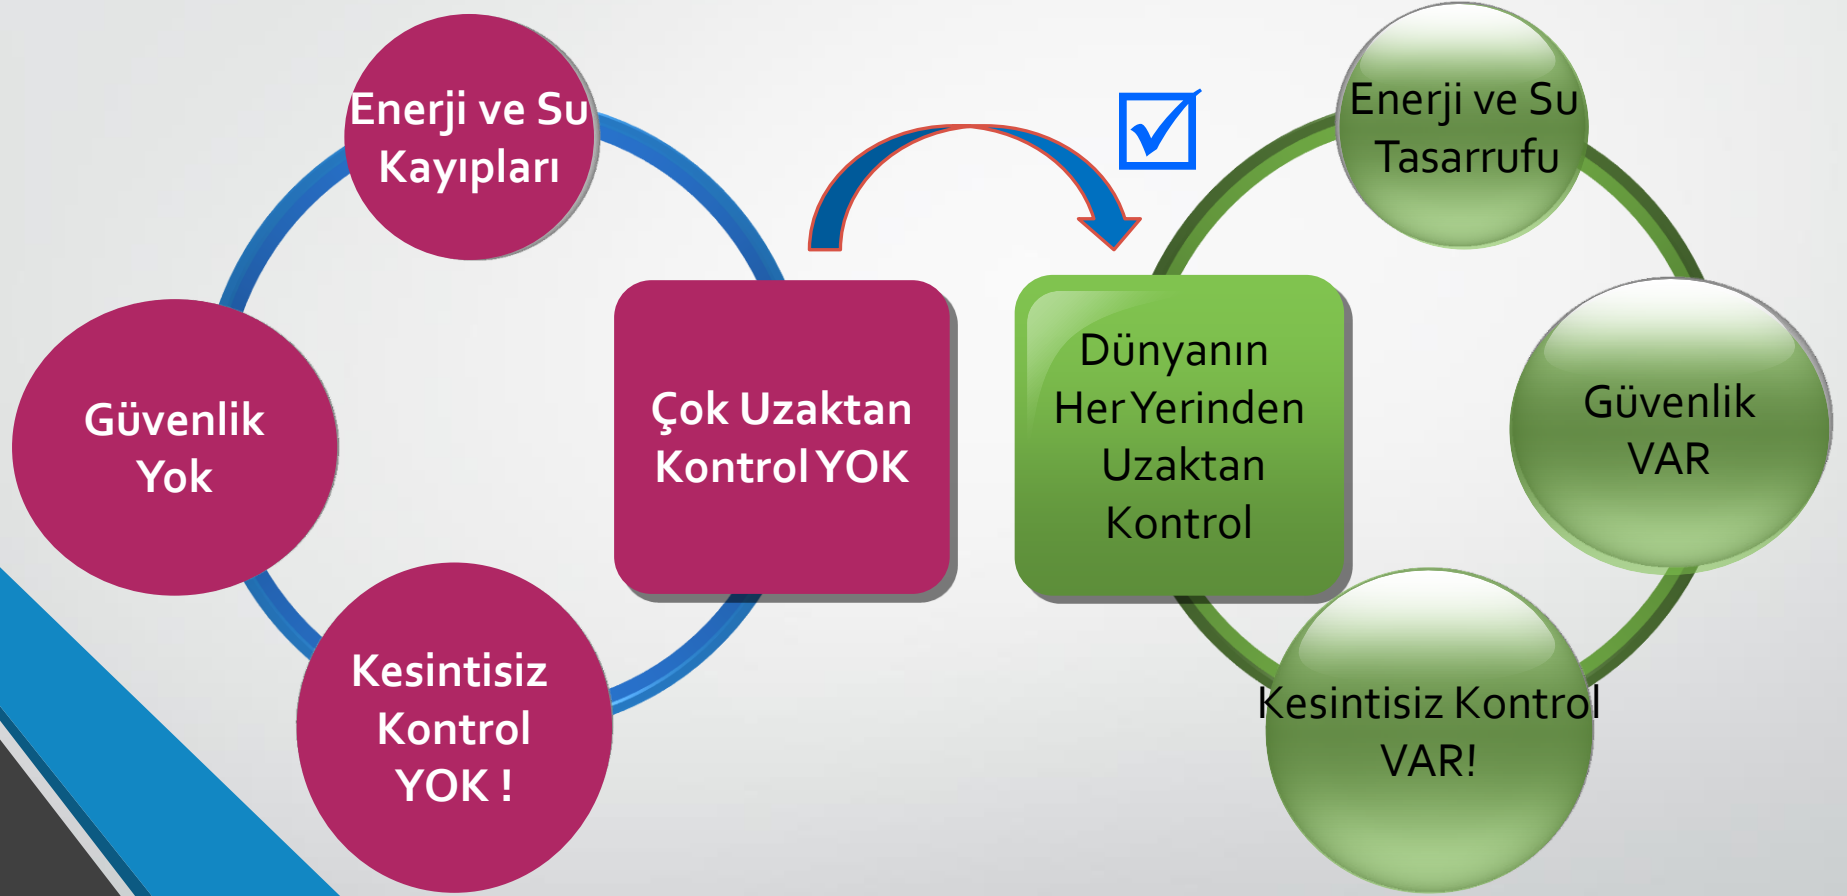 Enerji ve Su
Kayıpları
Güvenlik
Yok
Çok Uzaktan
Kontrol YOK
Kesintisiz
Kontrol
YOK !
Enerji ve Su
Tasarrufu
Dünyanın
Her Yerinden
Uzaktan
Kontrol
Güvenlik
VAR
Kesintisiz Kontrol
VAR!